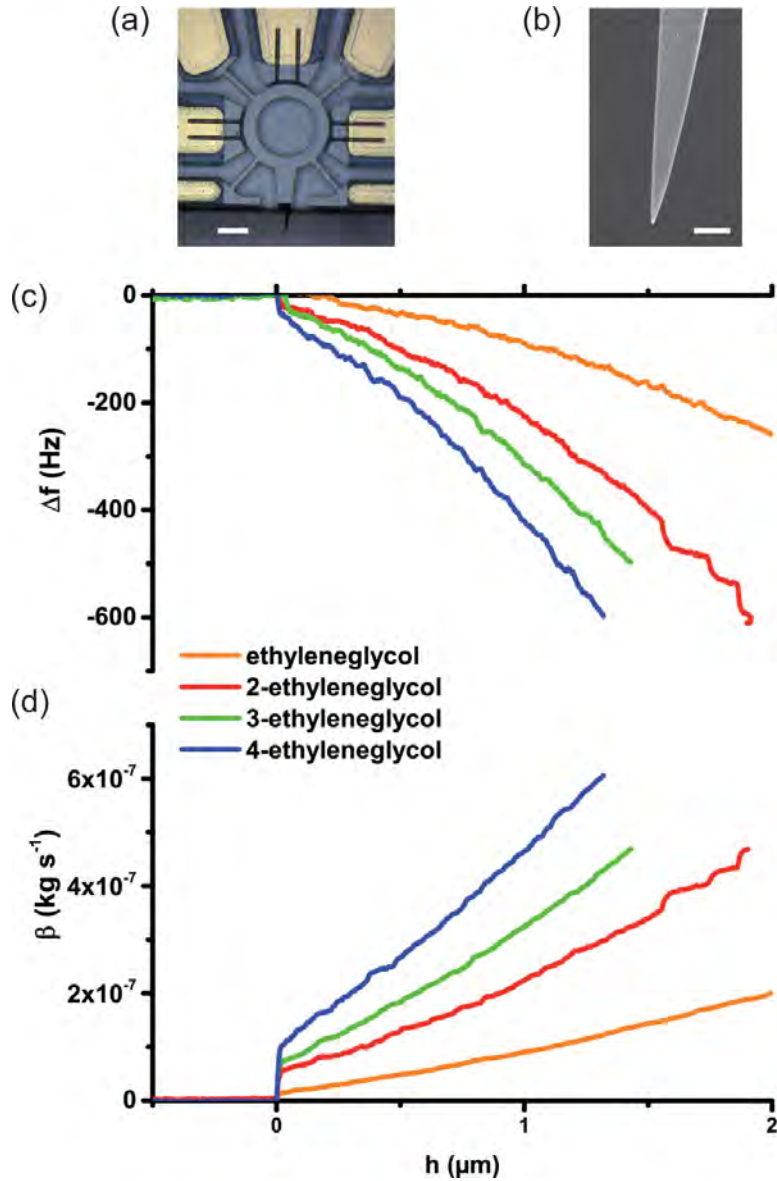 (a)
(b)
(c)
0
-200
-400
-600
Δf (Hz)
ethyleneglycol
2-ethyleneglycol
3-ethyleneglycol
4-ethyleneglycol
(d)
6x10⁻⁷
4x10⁻⁷
2x10⁻⁷
0
β (kg s⁻¹)
0
1
2
h (μm)